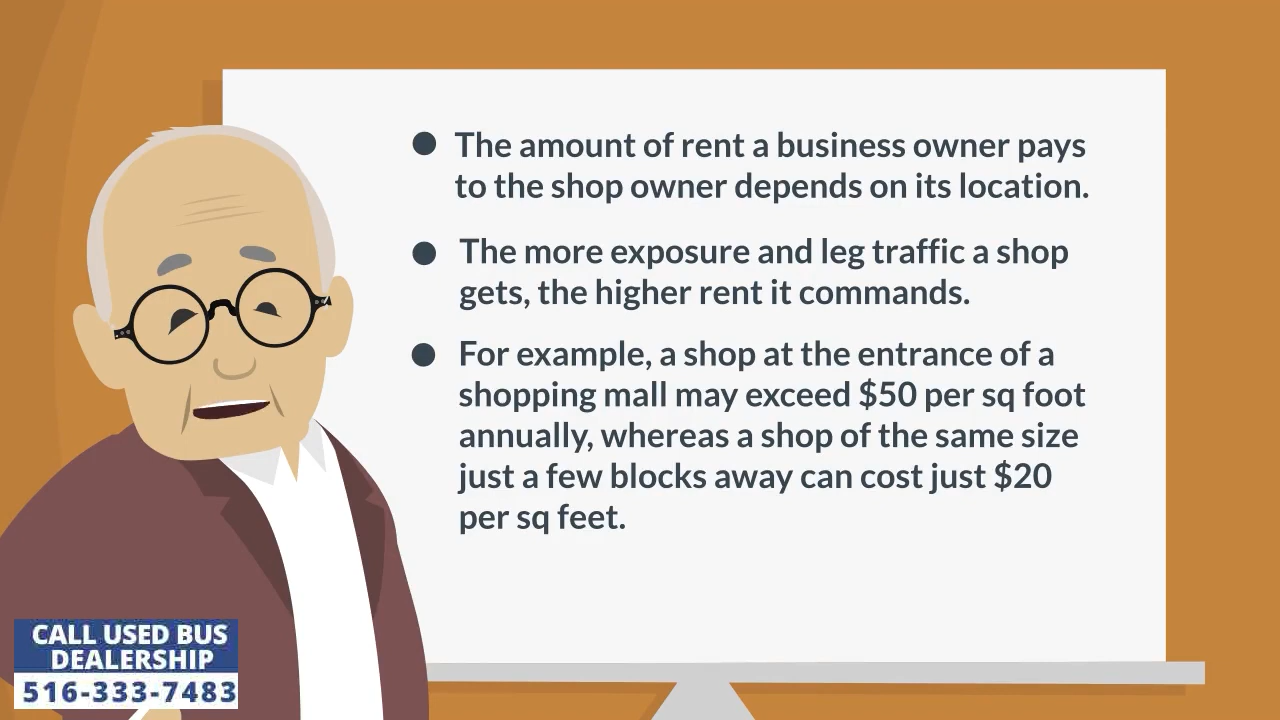 The amount of rent a business owner pays
to the shop owner depends on its location.
The more exposure and leg traffic a shop
gets, the higher rent it commands.
For example, a shop at the entrance of a
shopping mall may exceed $50 per sq foot
annually, whereas a shop of the same size
just a few blocks away can cost just $20
per sq feet.
CALL USED BUS
DEALERSHIP
516-333-7483